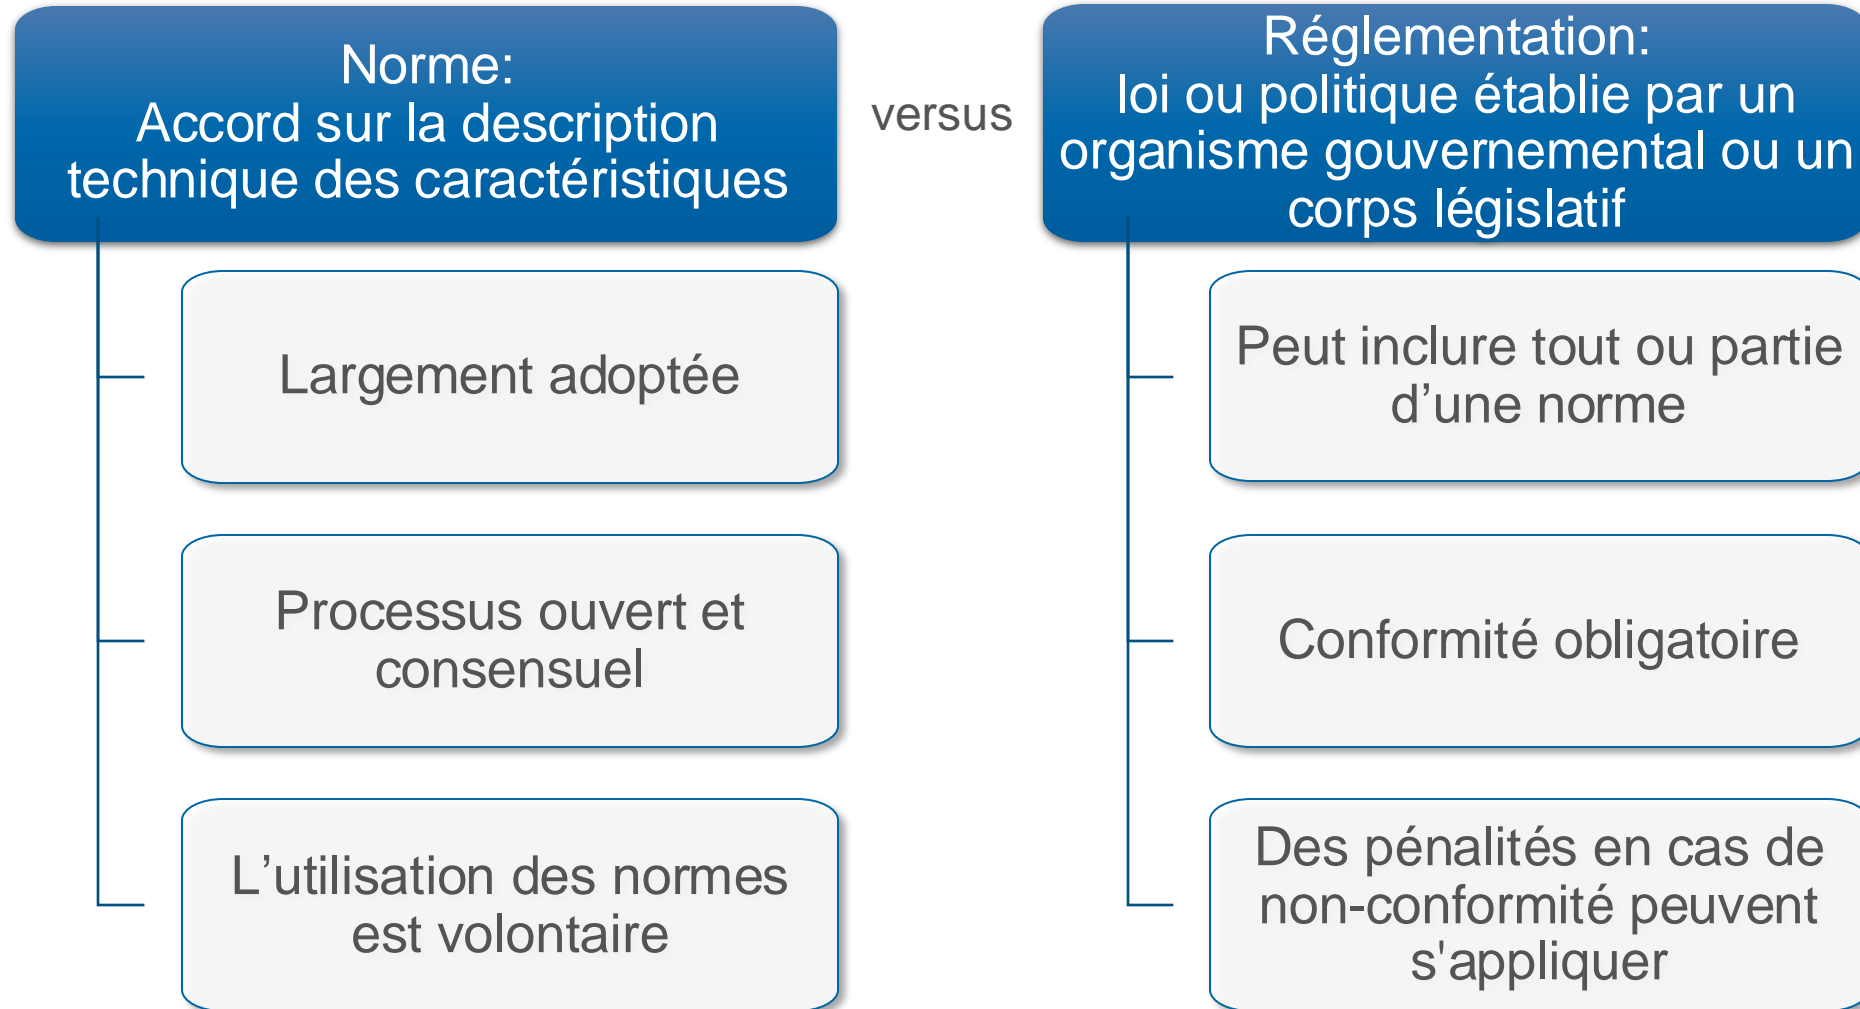 Norme:
Accord sur la description
technique des caractéristiques
Largement adoptée
Processus ouvert et
consensuel
L’utilisation des normes
est volontaire
versus
Réglementation:
loi ou politique établie par un
organisme gouvernemental ou un
corps législatif
Peut inclure tout ou partie
d’une norme
Conformité obligatoire
Des pénalités en cas de
non-conformité peuvent
s'appliquer